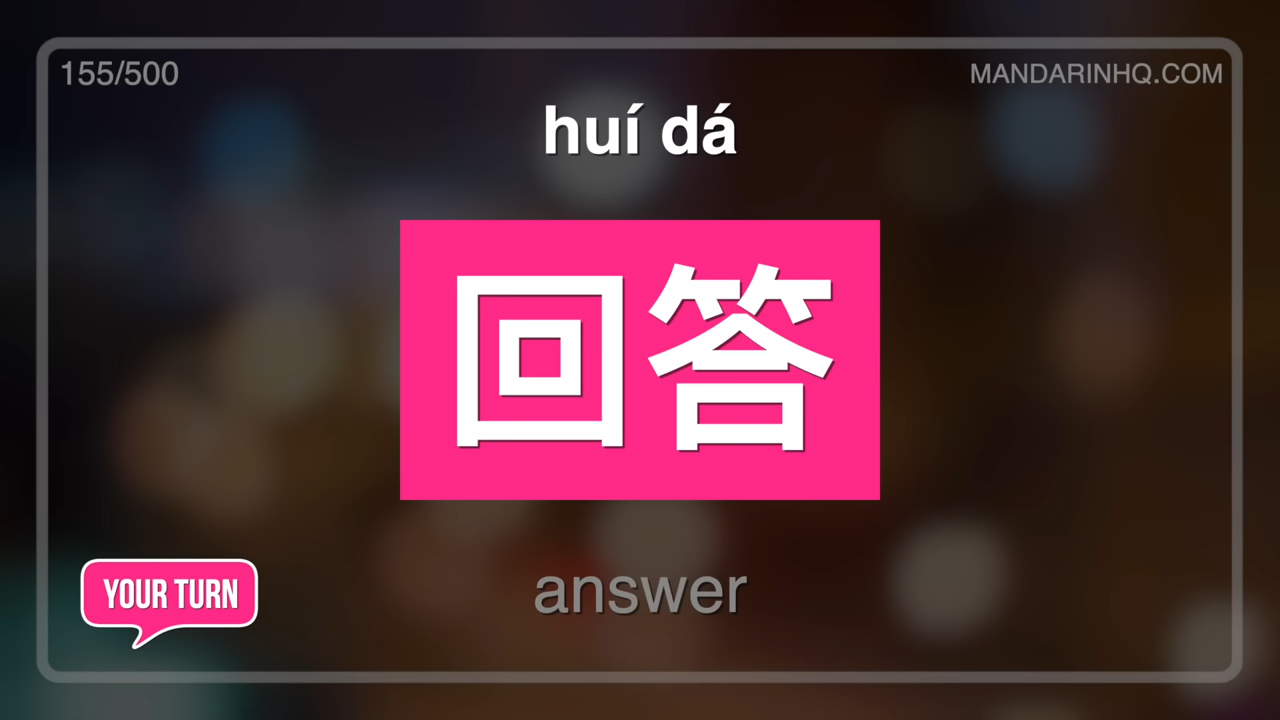 155/500
MANDARINHQ.COM
huí dá
回答
answer
YOUR TURN